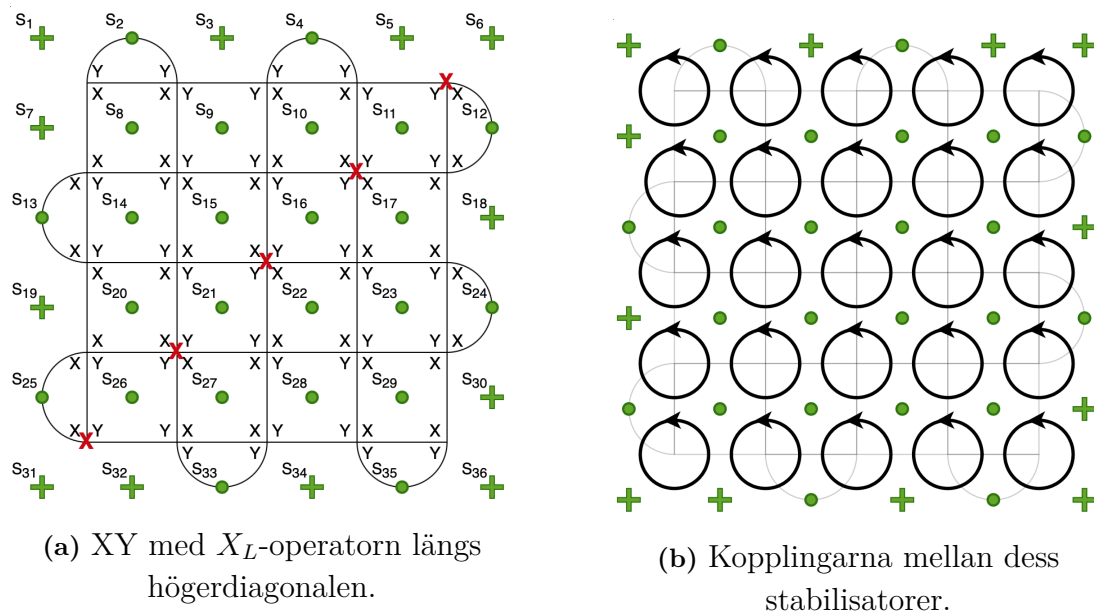 S₁ S₂ S₃ S₄ S₅ S₆
Y Y Y Y
X X Y Y X X Y Y X X
S₇ S₈ S₉ S₁₀ S₁₁ S₁₂
X X Y Y X X Y Y X
X
X Y Y X X Y Y X X
S₁₃ S₁₄ S₁₅ S₁₆ S₁₇ S₁₈
X Y Y X X Y Y X X
X
X X Y Y X X Y Y X
S₁₉ S₂₀ S₂₁ S₂₂ S₂₃ S₂₄
X X Y Y X X Y Y X
X
X Y Y X X Y Y X X
S₂₅ S₂₆ S₂₇ S₂₈ S₂₉ S₃₀
X Y Y X X Y Y X X
X
Y Y Y Y
S₃₁ S₃₂ S₃₃ S₃₄ S₃₅ S₃₆
(a) XY med X_L-operatorn längs
högerdiagonalen.
(b) Kopplingarna mellan dess
stabilisatorer.